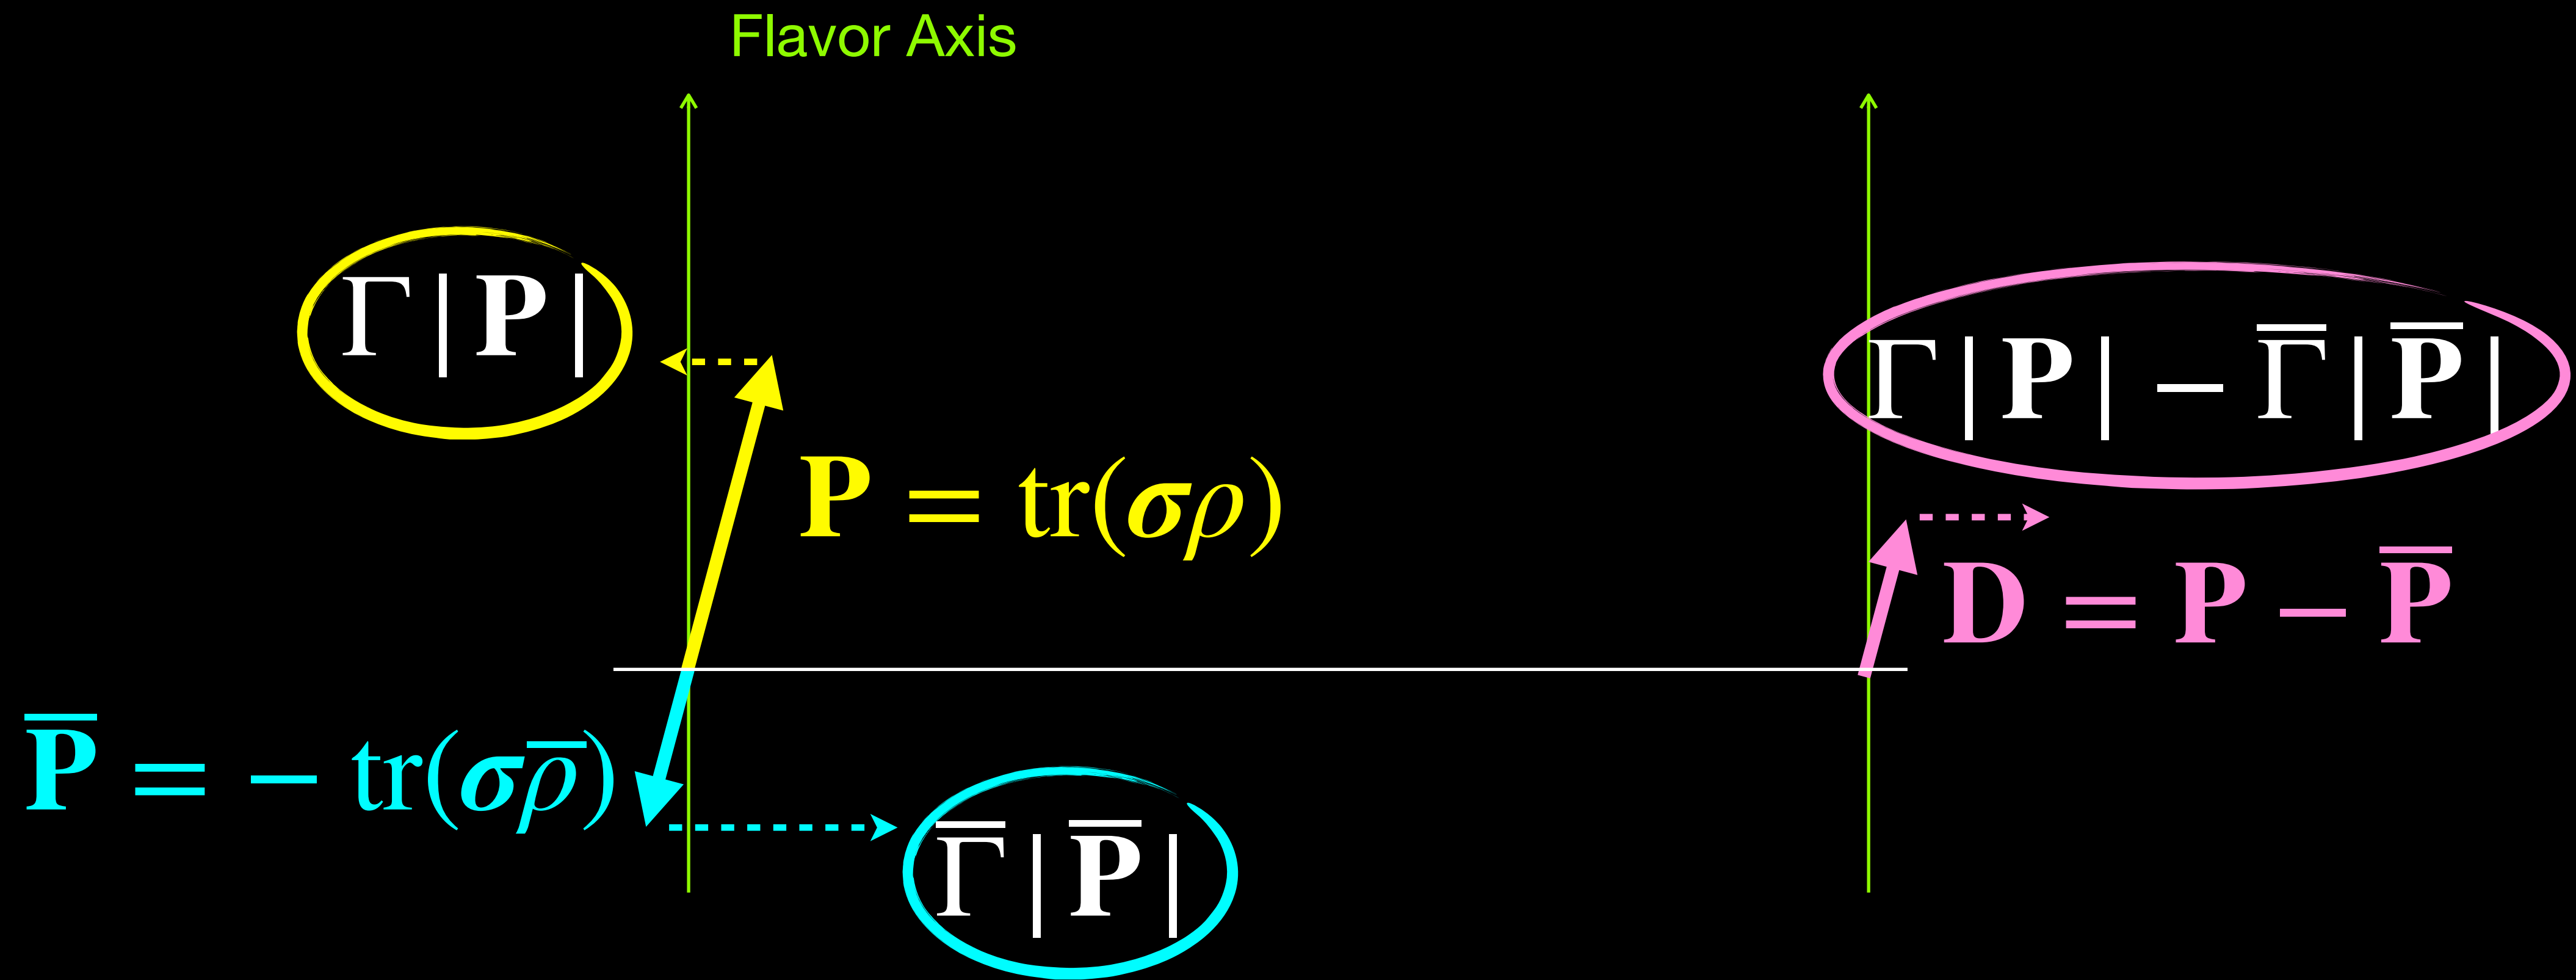 Flavor Axis
Γ|𝐏|
Γ|𝐏| − Γ̅|𝐏̅|
𝐏 = tr(𝝈ρ)
𝐃 = 𝐏 − 𝐏̅
𝐏̅ = − tr(𝝈ρ̅)
Γ̅|𝐏̅|